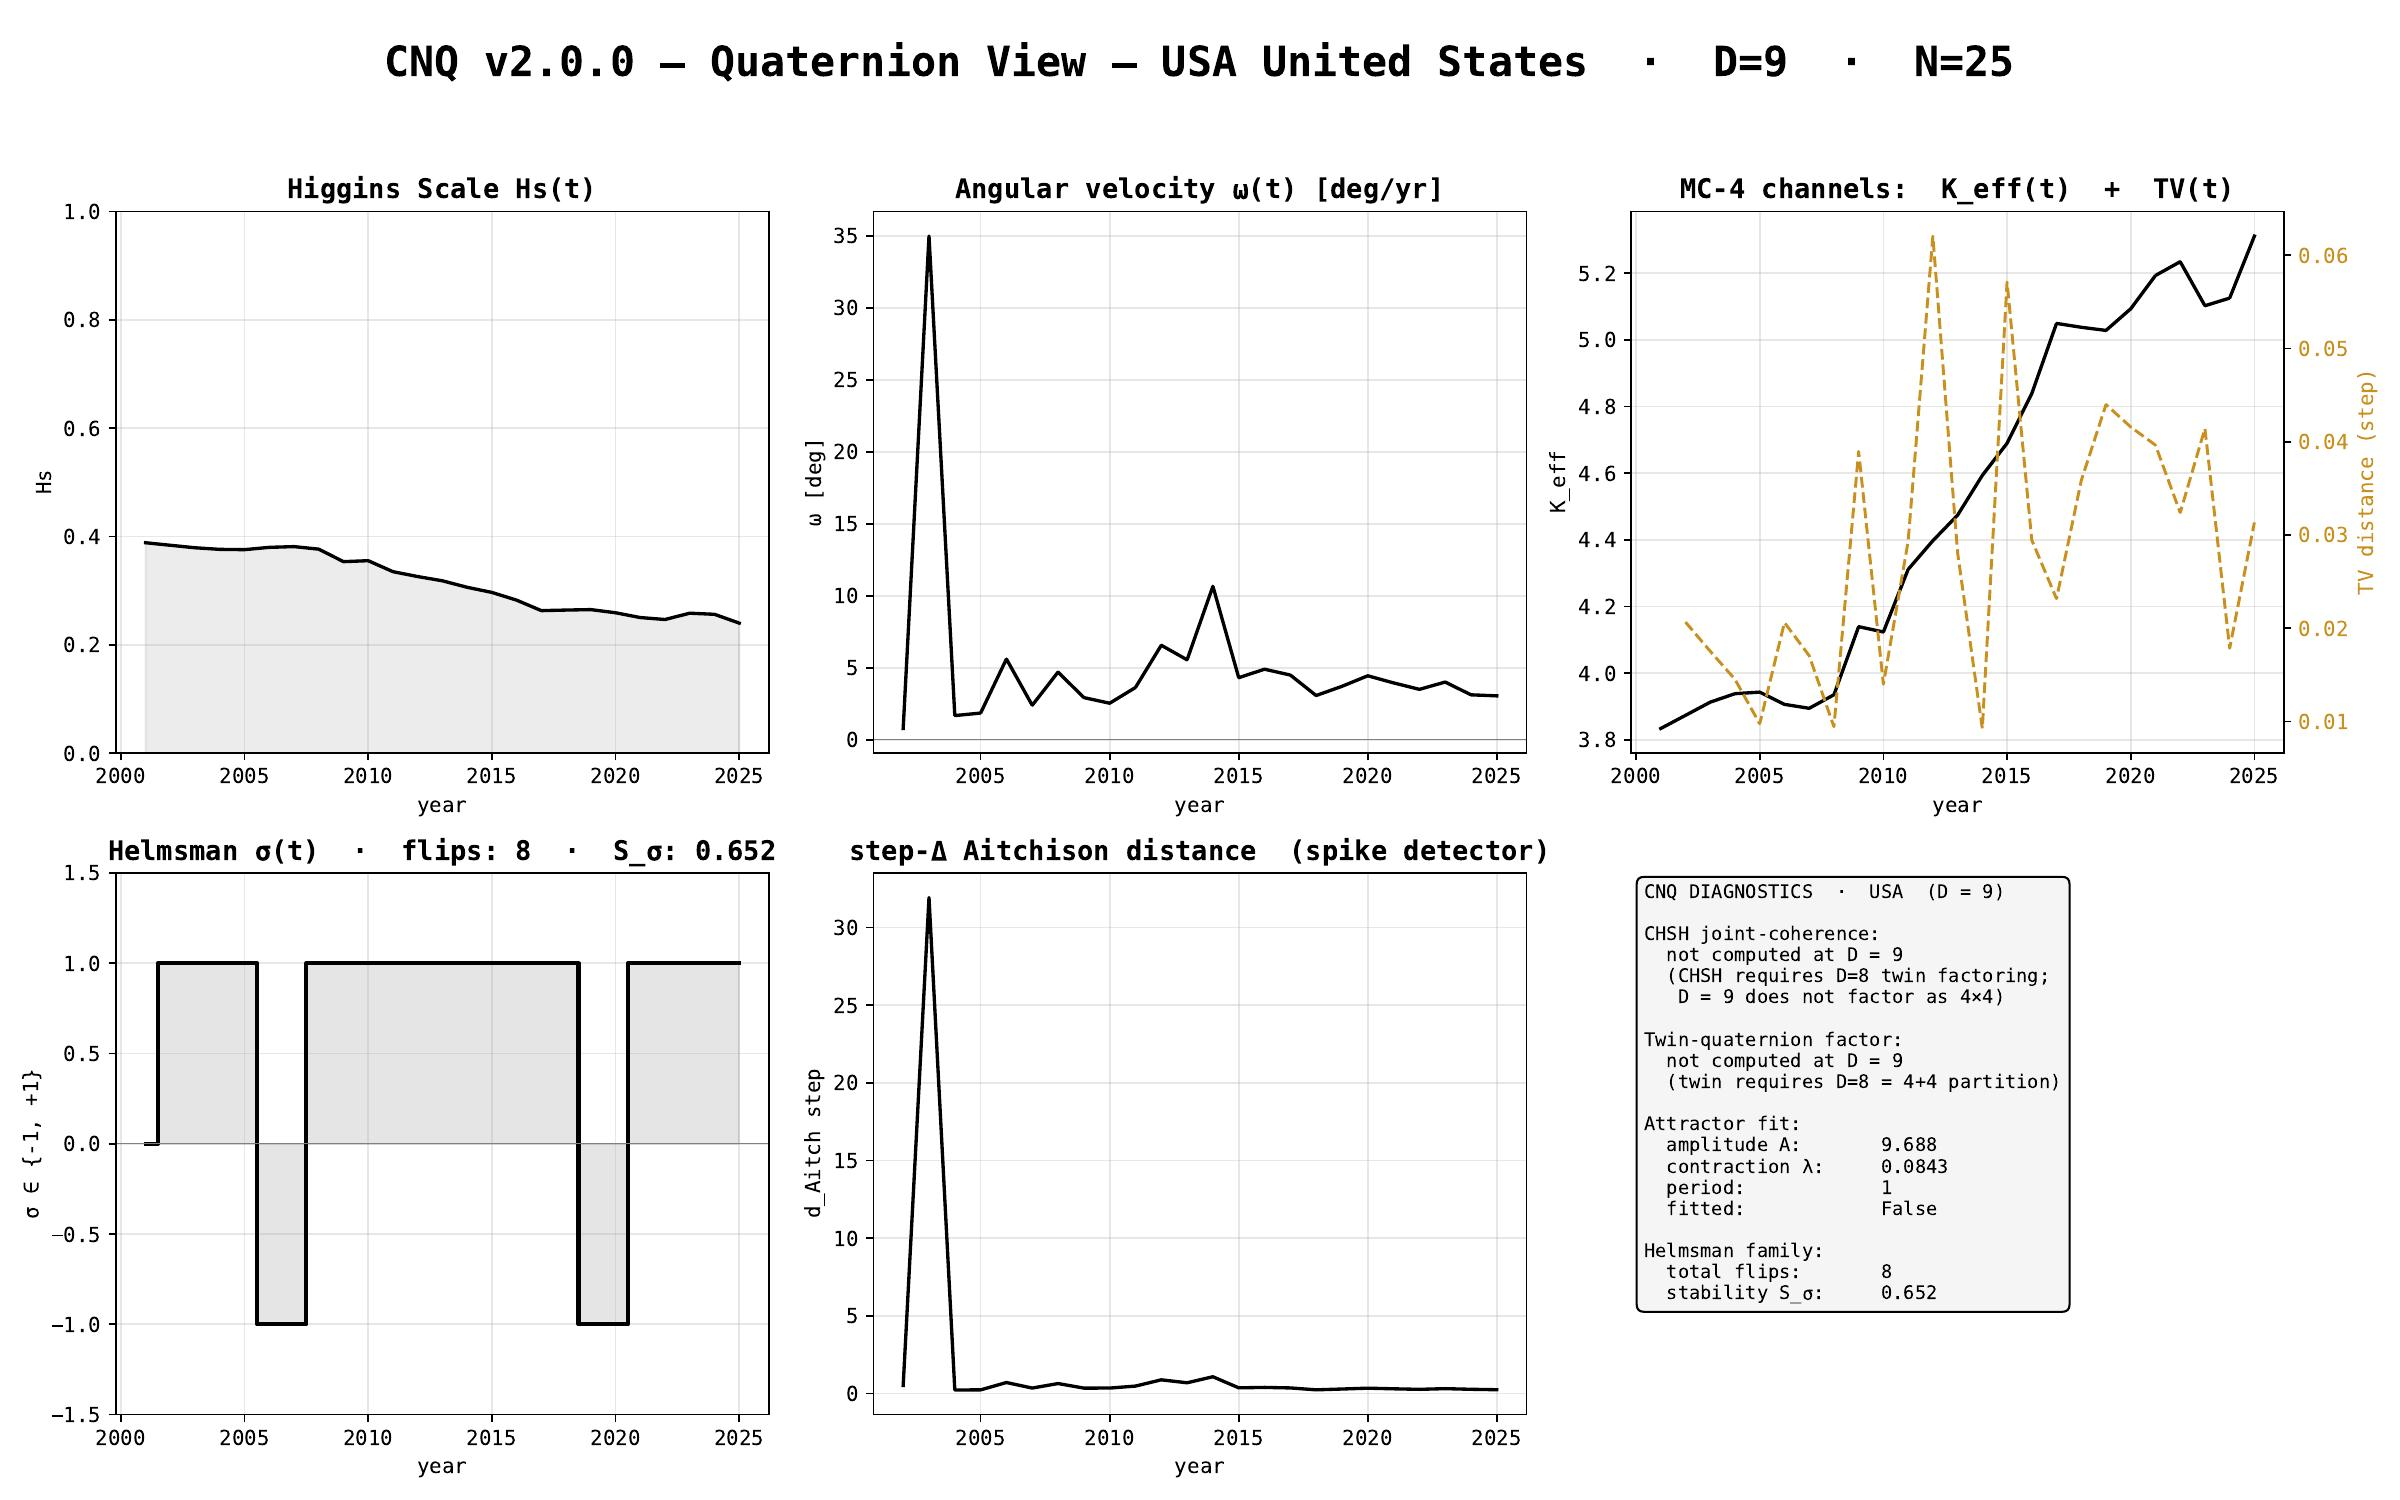 CNQ v2.0.0 — Quaternion View — USA United States · D=9 · N=25
Higgins Scale Hs(t)
1.0
0.8
0.6
0.4
0.2
0.0
Hs
2000 2005 2010 2015 2020 2025
year
Angular velocity ω(t) [deg/yr]
35
30
25
20
15
10
5
0
ω [deg]
2005 2010 2015 2020 2025
year
MC-4 channels: K_eff(t) + TV(t)
5.2
5.0
4.8
4.6
4.4
4.2
4.0
3.8
K_eff
0.06
0.05
0.04
0.03
0.02
0.01
TV distance (step)
2000 2005 2010 2015 2020 2025
year
Helmsman σ(t) · flips: 8 · S_σ: 0.652
1.5
1.0
0.5
0.0
−0.5
−1.0
−1.5
σ ∈ {-1, +1}
2000 2005 2010 2015 2020 2025
year
step-Δ Aitchison distance (spike detector)
30
25
20
15
10
5
0
d_Aitch step
2005 2010 2015 2020 2025
year
CNQ DIAGNOSTICS · USA (D = 9)
CHSH joint-coherence:
not computed at D = 9
(CHSH requires D=8 twin factoring;
D = 9 does not factor as 4×4)
Twin-quaternion factor:
not computed at D = 9
(twin requires D=8 = 4+4 partition)
Attractor fit:
amplitude A: 9.688
contraction λ: 0.0843
period: 1
fitted: False
Helmsman family:
total flips: 8
stability S_σ: 0.652